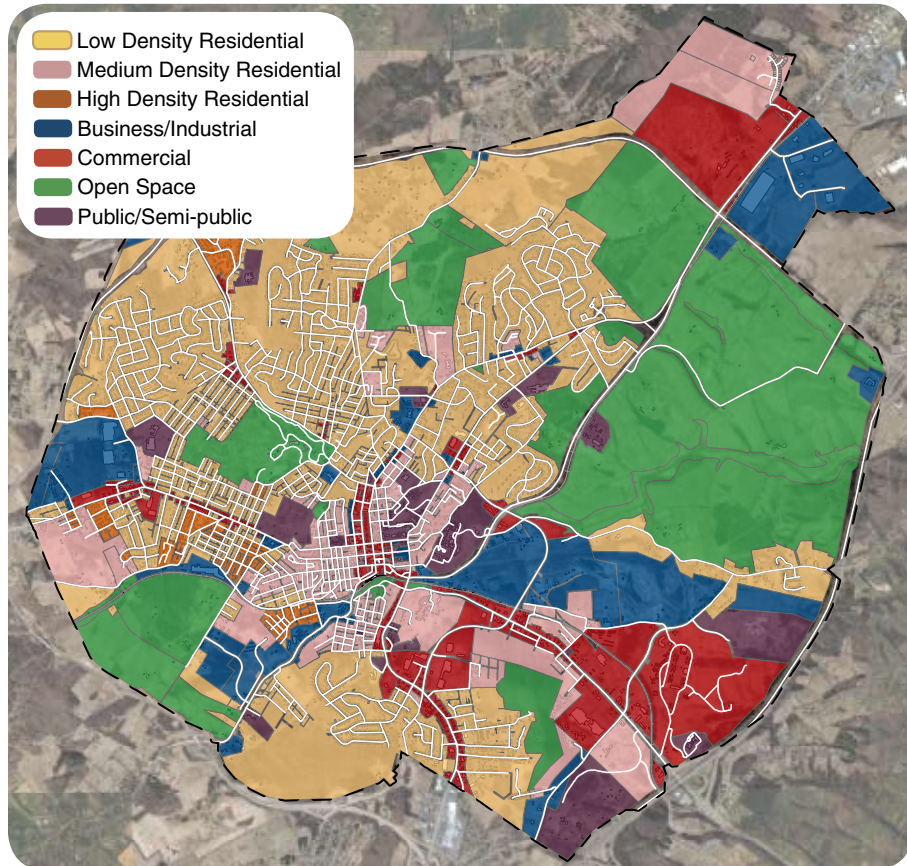 Low Density Residential
Medium Density Residential
High Density Residential
Business/Industrial
Commercial
Open Space
Public/Semi-public